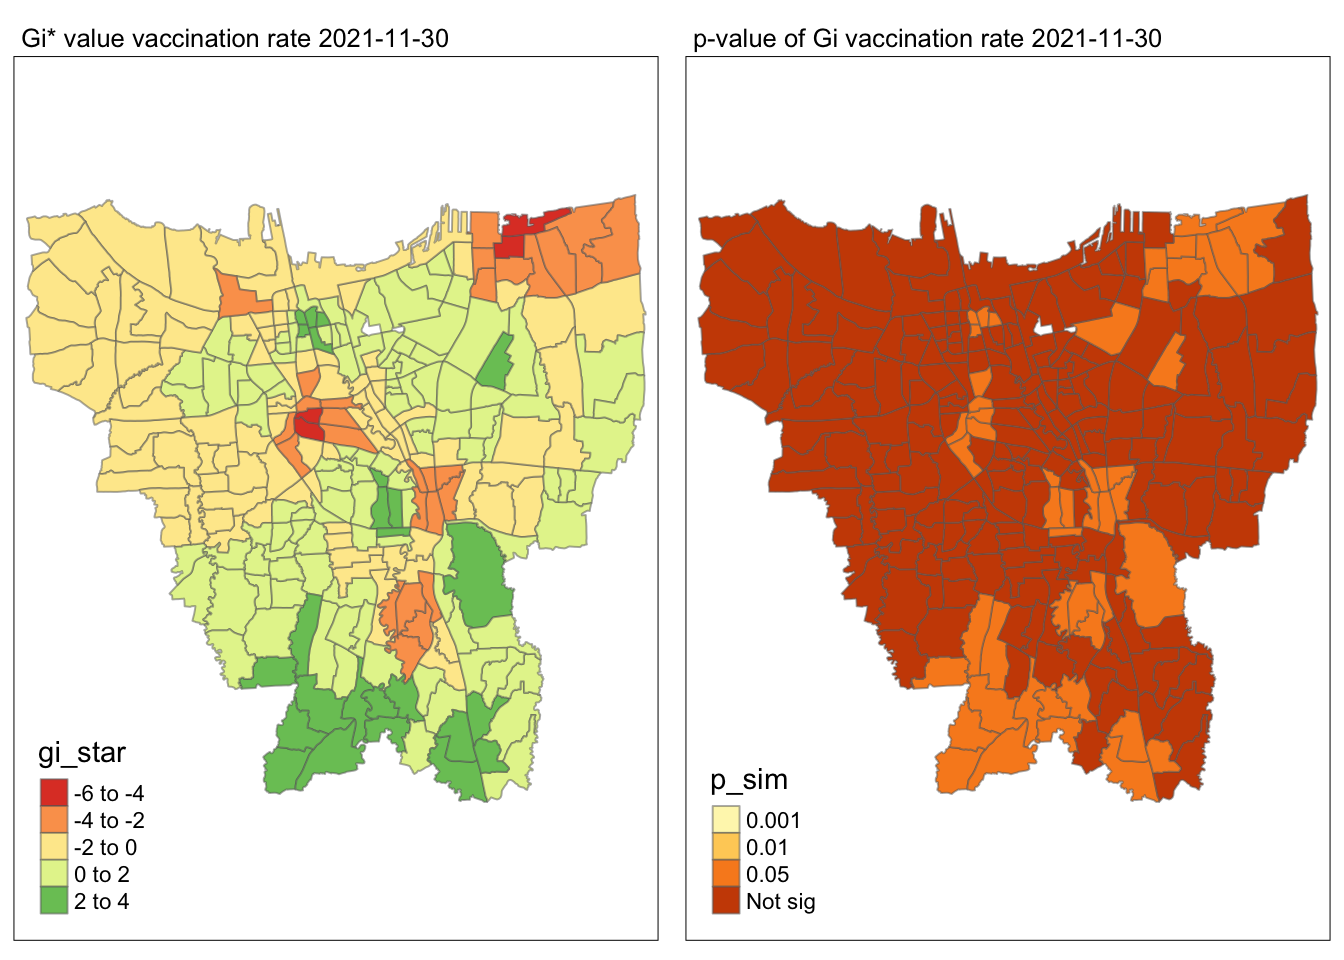 Gi* value vaccination rate 2021-11-30
gi_star
-6 to -4
-4 to -2
-2 to 0
0 to 2
2 to 4
p-value of Gi vaccination rate 2021-11-30
p_sim
0.001
0.01
0.05
Not sig